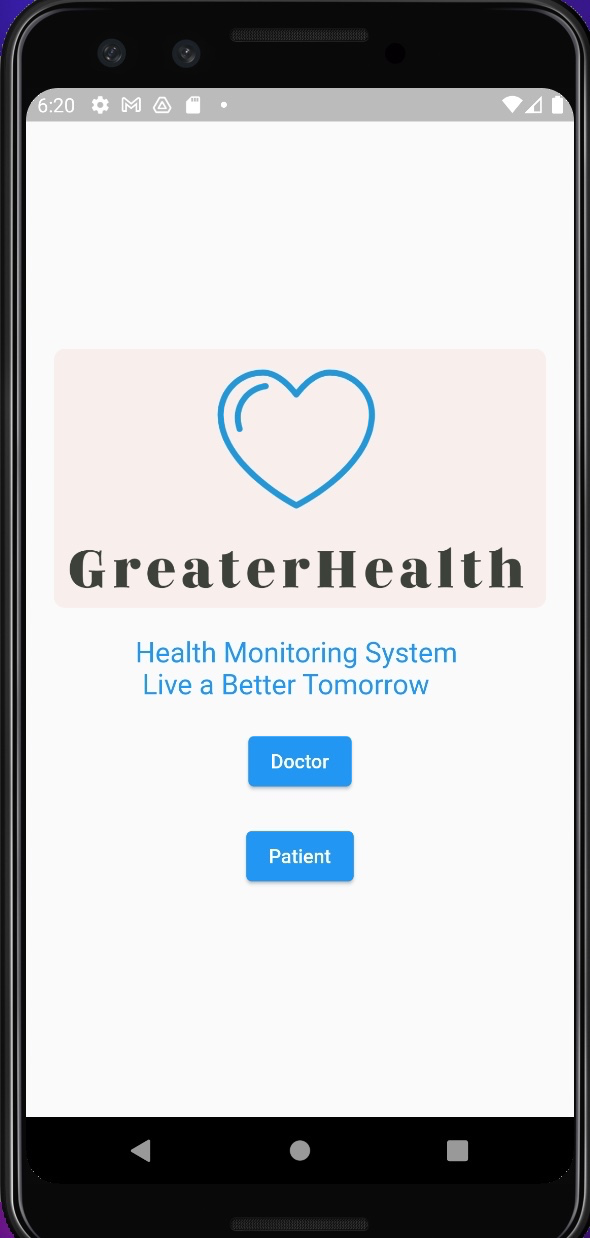 6:20
GreaterHealth
Health Monitoring System
Live a Better Tomorrow
Doctor
Patient